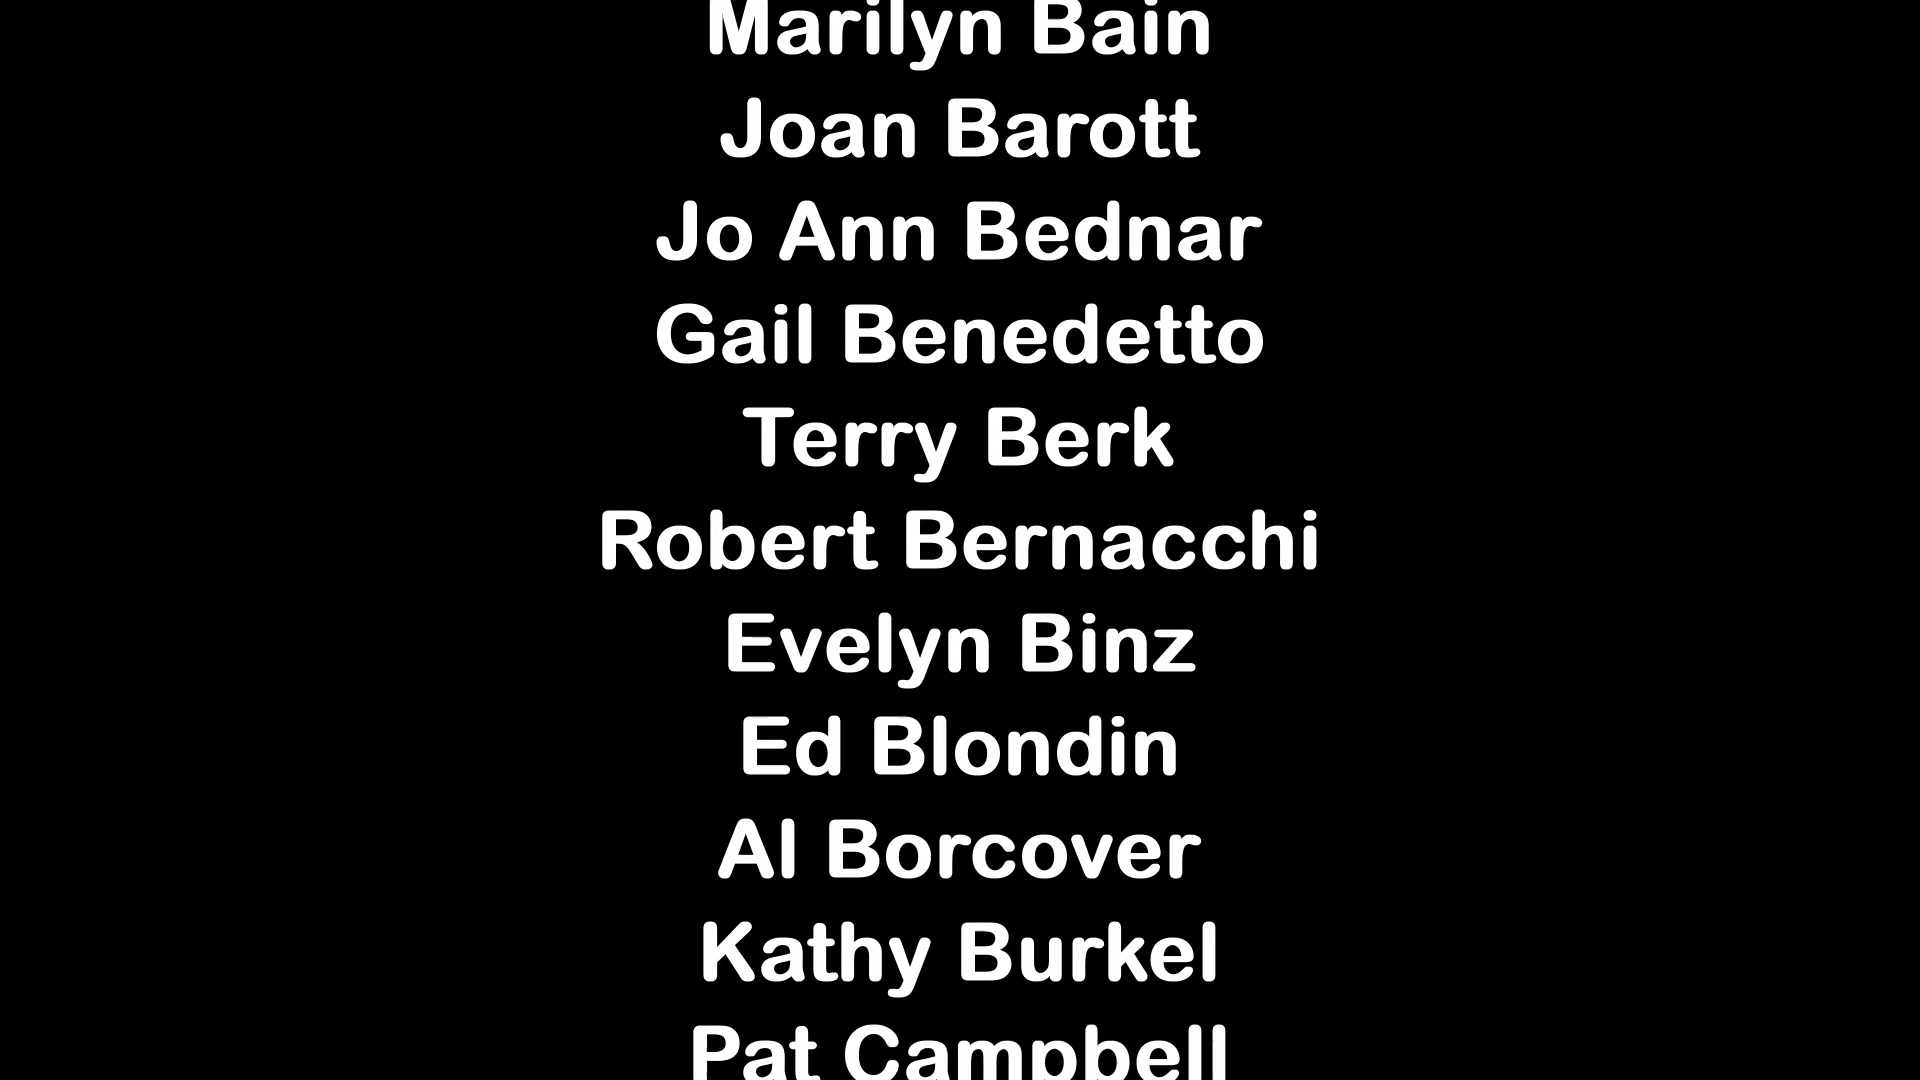 Marilyn Bain
Joan Barott
Jo Ann Bednar
Gail Benedetto
Terry Berk
Robert Bernacchi
Evelyn Binz
Ed Blondin
Al Borcover
Kathy Burkel
Pat Campbell